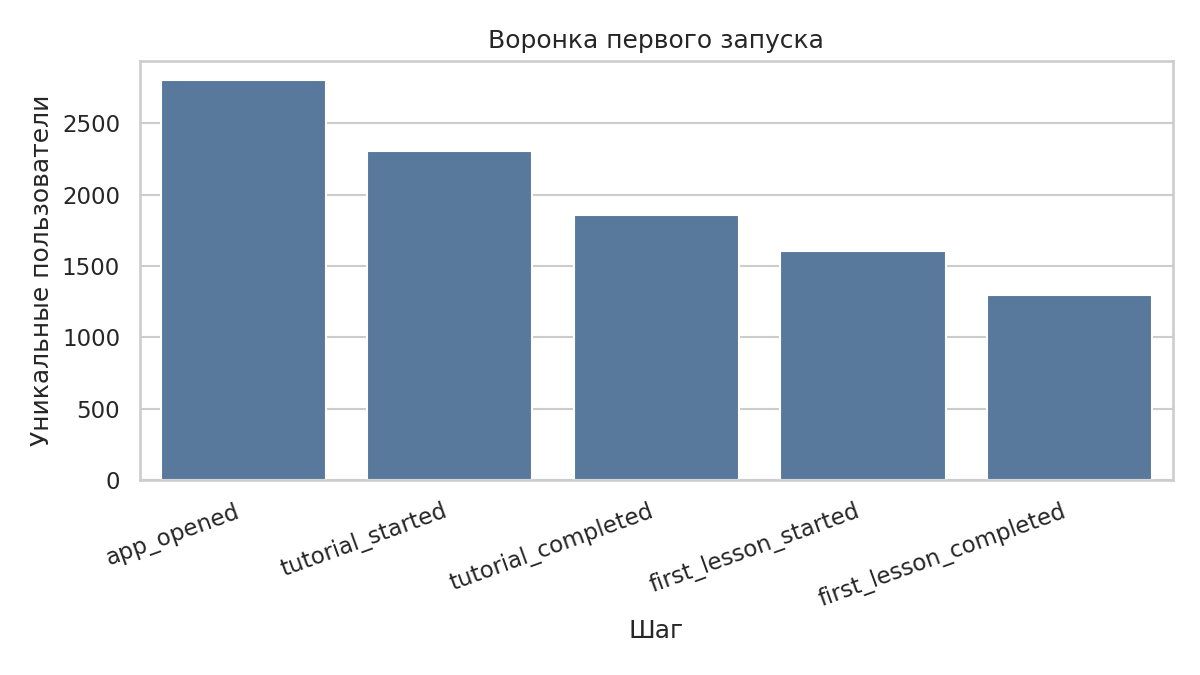 Воронка первого запуска
Уникальные пользователи
2500
2000
1500
1000
500
0
app_opened
tutorial_started
tutorial_completed
first_lesson_started
first_lesson_completed
Шаг